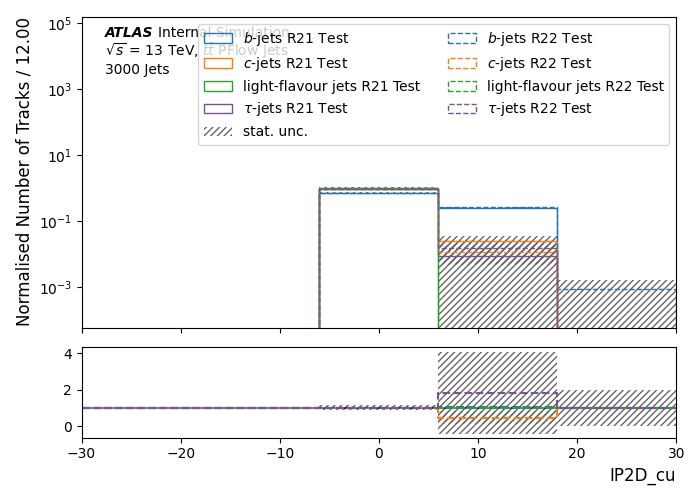 ATLAS Internal Simulation
√s = 13 TeV, tt̄ PFlow Jets
3000 Jets
b-jets R21 Test
c-jets R21 Test
light-flavour jets R21 Test
τ-jets R21 Test
stat. unc.
b-jets R22 Test
c-jets R22 Test
light-flavour jets R22 Test
τ-jets R22 Test
Normalised Number of Tracks / 12.00
10^5
10^3
10^1
10^-1
10^-3
4
2
0
−30
−20
−10
0
10
20
30
IP2D_cu